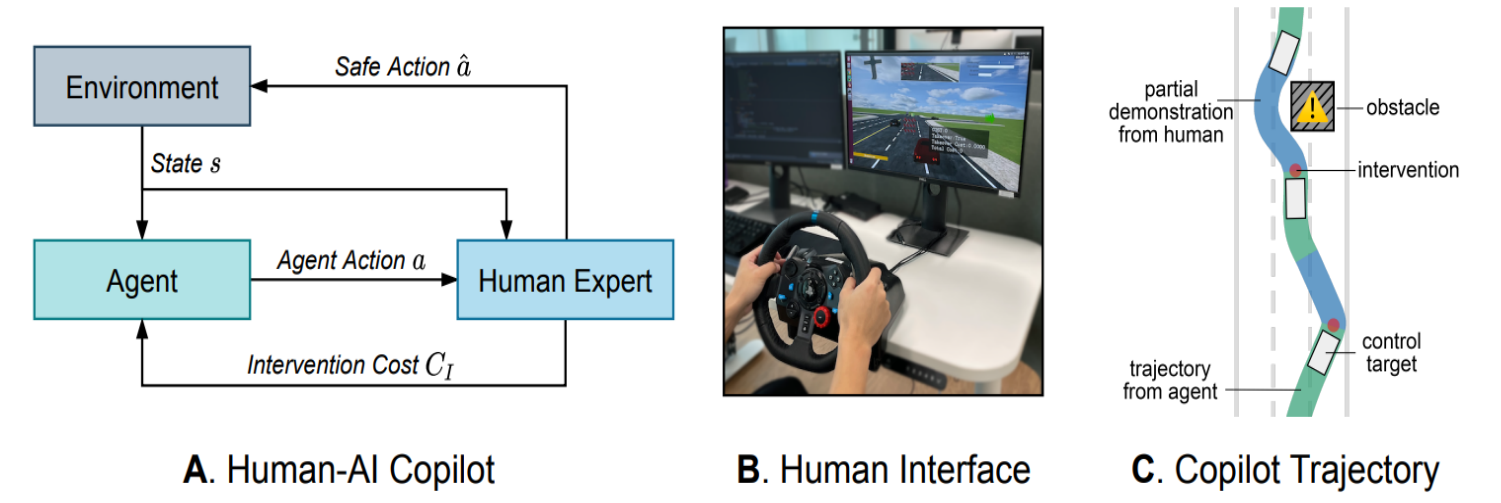 Environment
Safe Action â
State s
Agent
Agent Action a
Human Expert
Intervention Cost C_I
A. Human-AI Copilot
B. Human Interface
partial
demonstration
from human
obstacle
intervention
control
target
trajectory
from agent
C. Copilot Trajectory